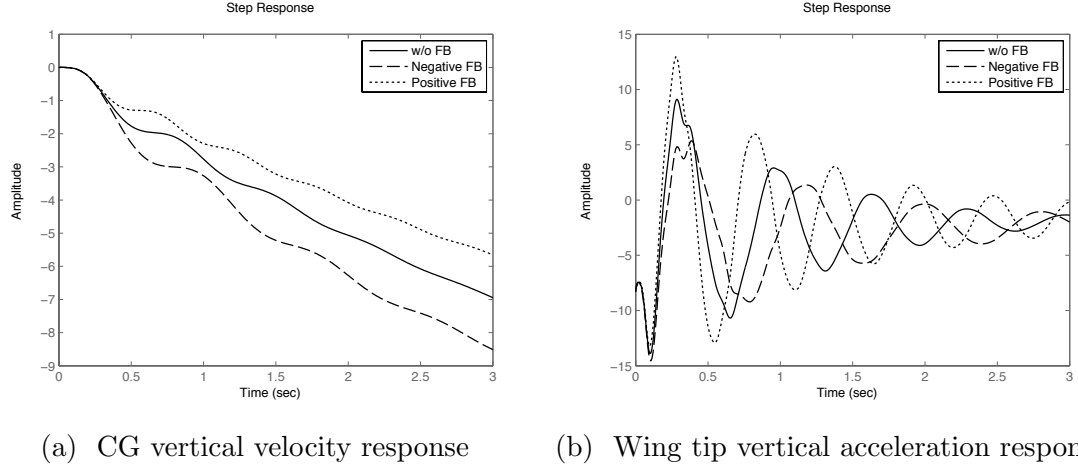 Step Response
1
0
−1
−2
−3
−4
−5
−6
−7
−8
−9
Amplitude
0
0.5
1
1.5
2
2.5
3
Time (sec)
w/o FB
Negative FB
Positive FB
(a) CG vertical velocity response
Step Response
15
10
5
0
−5
−10
−15
Amplitude
0
0.5
1
1.5
2
2.5
3
Time (sec)
w/o FB
Negative FB
Positive FB
(b) Wing tip vertical acceleration respon